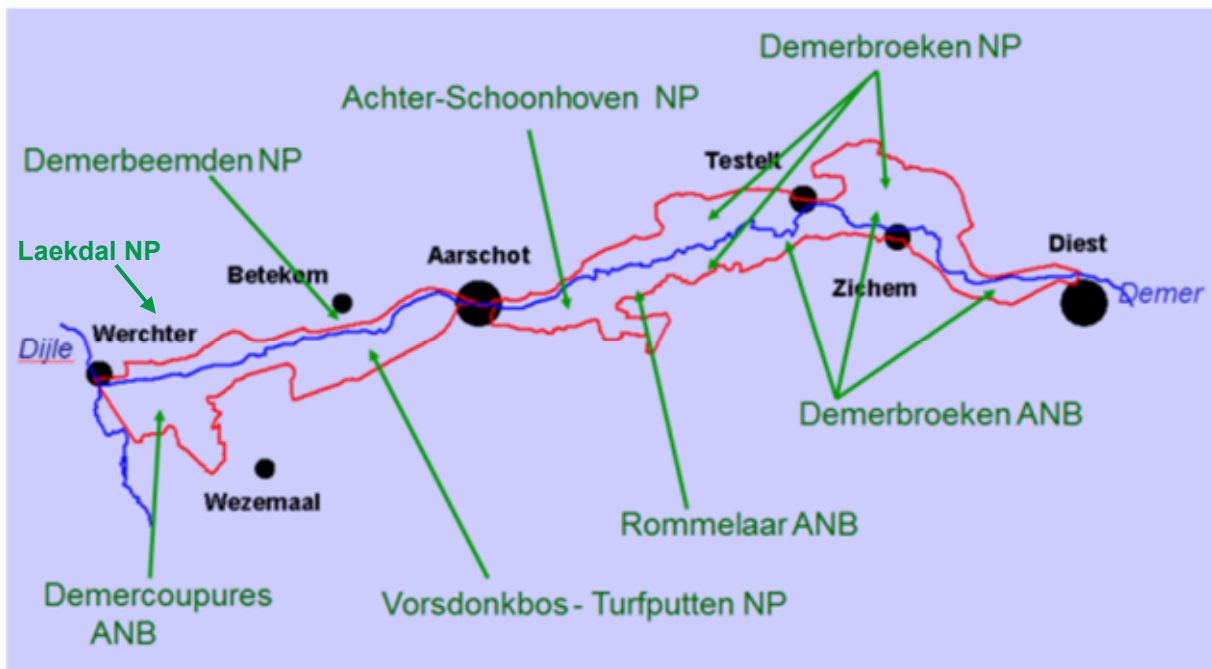 Demerbroeken NP
Achter-Schoonhoven NP
Demerbeemden NP
Testelt
Laekdal NP
Betekom
Aarschot
Diest
Zichem
Demer
Werchter
Dijle
Demerbroeken ANB
Wezemaal
Rommelaar ANB
Demercoupures
ANB
Vorsdonkbos - Turfputten NP